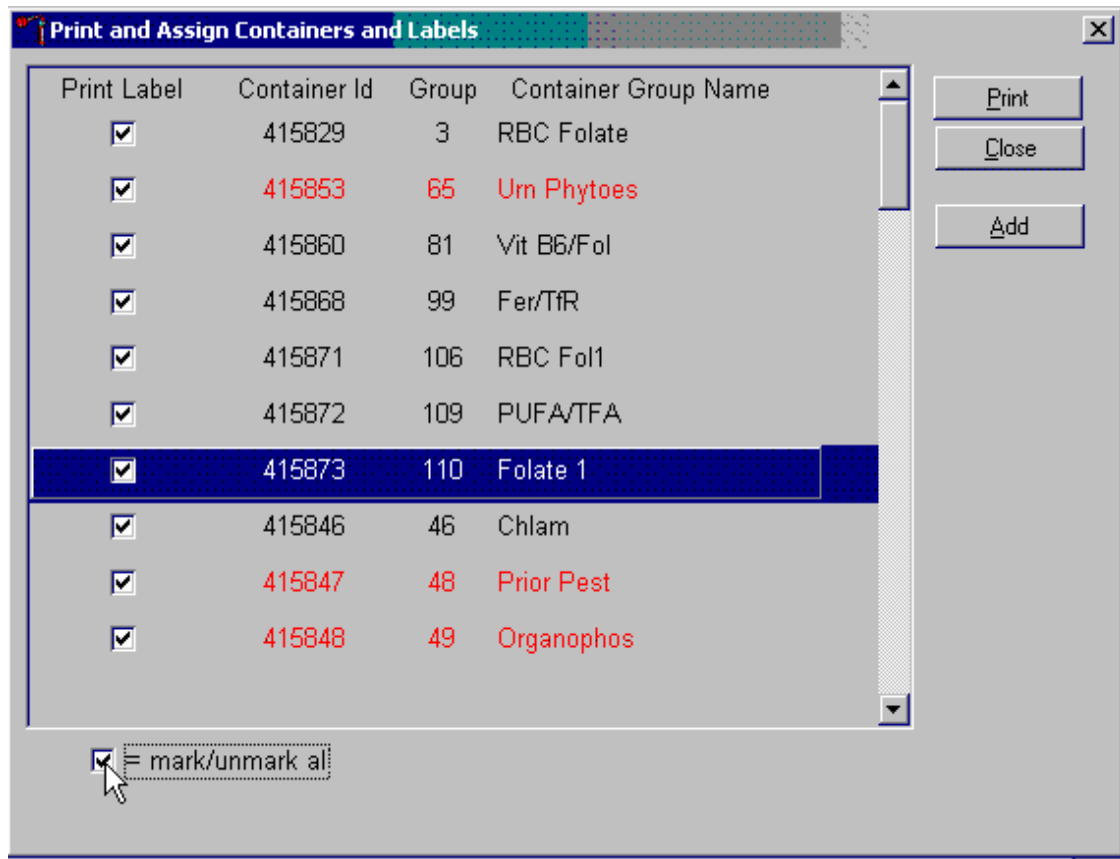 Print and Assign Containers and Labels
Print Label Container Id Group Container Group Name
415829 3 RBC Folate
415853 65 Urn Phytoes
415860 81 Vit B6/Fol
415868 99 Fer/TfR
415871 106 RBC Fol1
415872 109 PUFA/TFA
415873 110 Folate 1
415846 46 Chlam
415847 48 Prior Pest
415848 49 Organophos
= mark/unmark al
Print
Close
Add